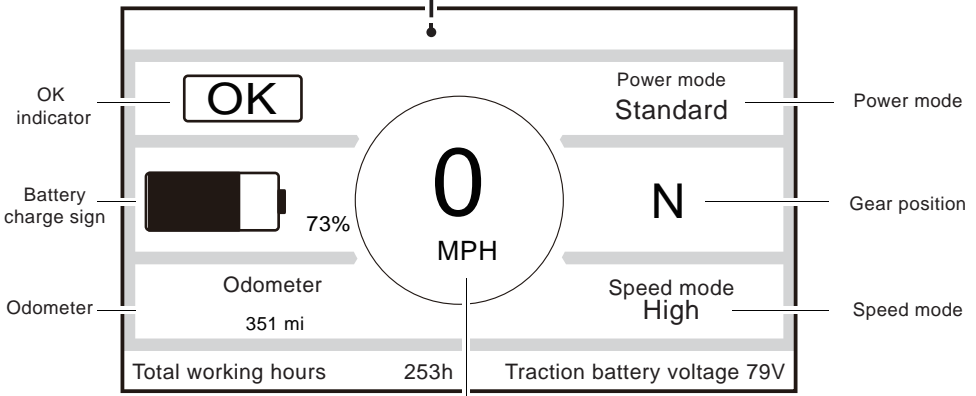 OK
indicator
OK
Power mode
Standard
Power mode
Battery
charge sign
73%
0
MPH
N
Gear position
Odometer
Odometer
351 mi
Speed mode
High
Speed mode
Total working hours 253h Traction battery voltage 79V